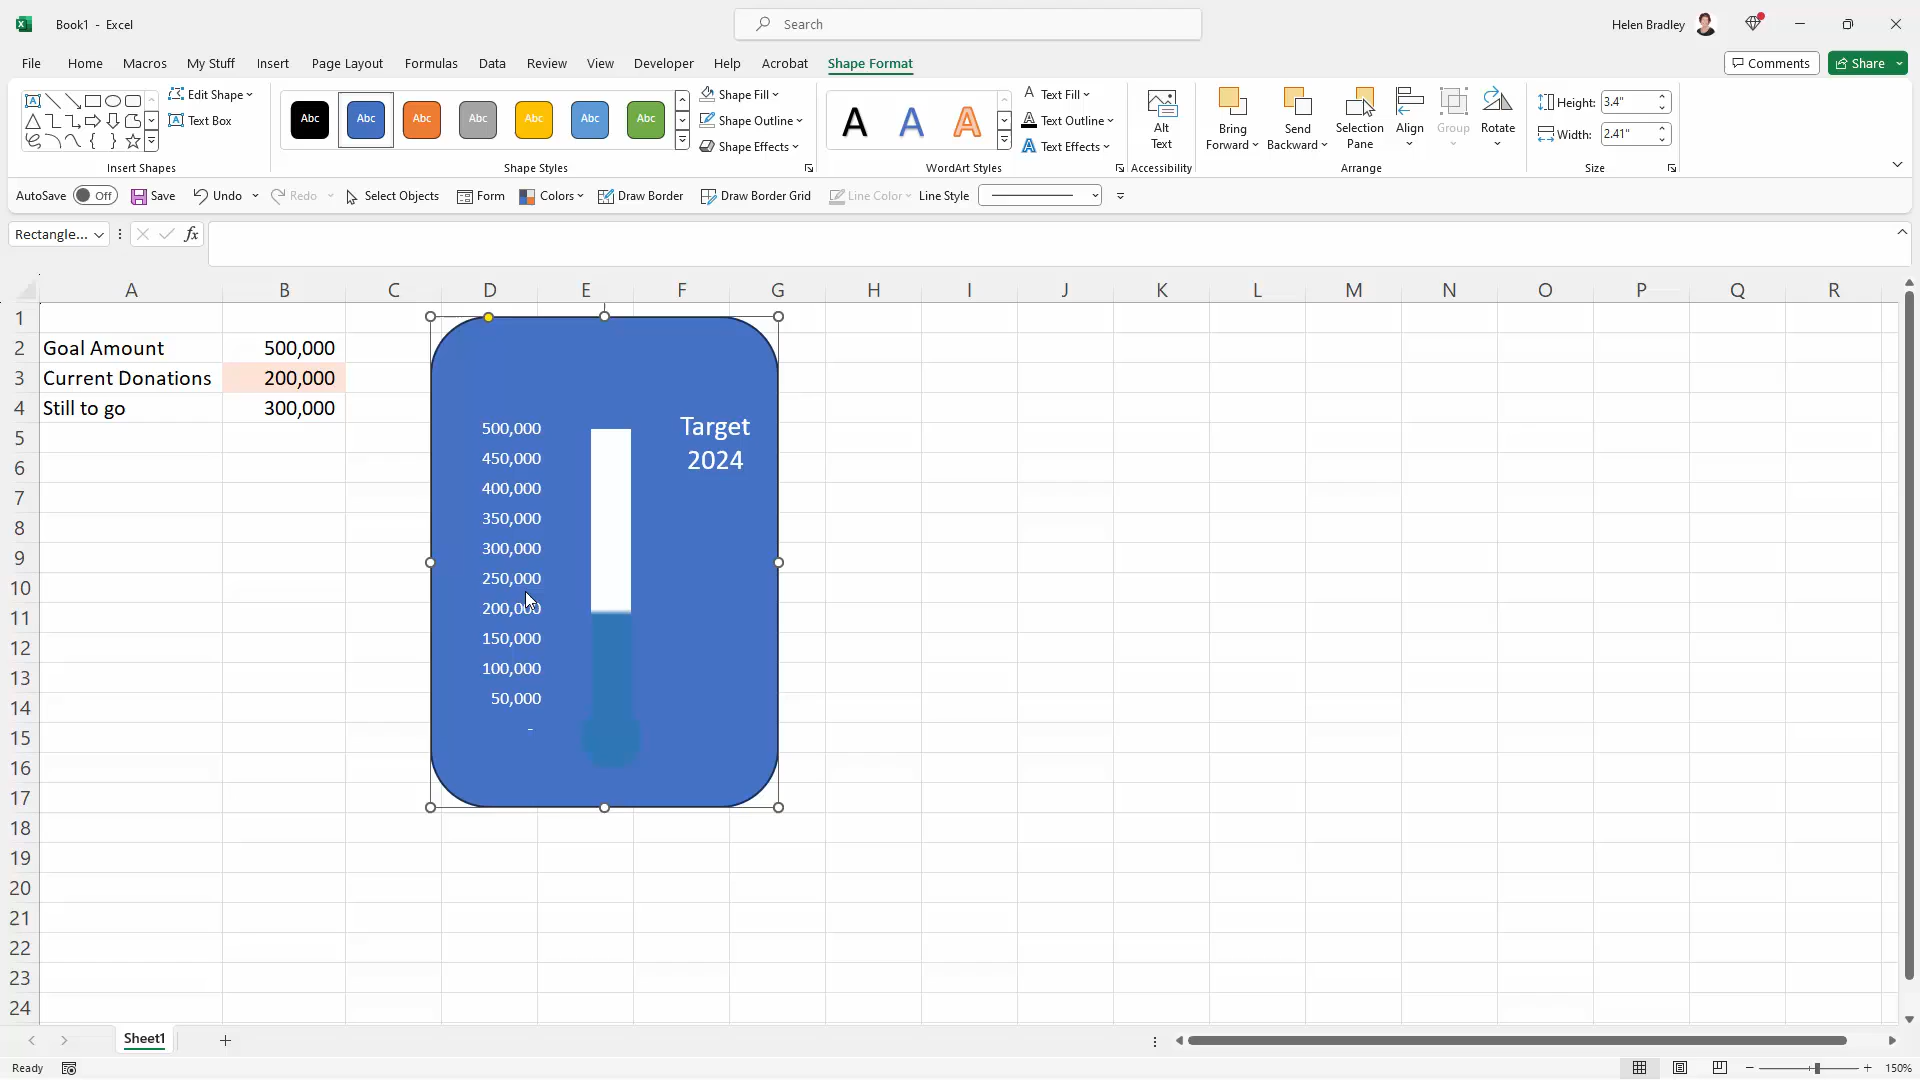 Book1 - Excel
Search
Helen Bradley
File Home Macros My Stuff Insert Page Layout Formulas Data Review View Developer Help Acrobat Shape Format
Comments Share
Edit Shape
Text Box
Insert Shapes
Abc Abc Abc Abc Abc Abc Abc
Shape Fill
Shape Outline
Shape Effects
Shape Styles
A A A
Text Fill
Text Outline
Text Effects
WordArt Styles
Alt
Text
Accessibility
Bring
Forward
Send
Backward
Selection
Pane
Align
Group
Rotate
Arrange
Height: 3.4"
Width: 2.41"
Size
AutoSave Off Save Undo Redo Select Objects Form Colors Draw Border Draw Border Grid Line Color Line Style
Rectangle... fx
A B C D E F G H I J K L M N O P Q R
1
2 Goal Amount 500,000
3 Current Donations 200,000
4 Still to go 300,000
5
6
7
8
9
10
11
12
13
14
15
16
17
18
19
20
21
22
23
24
500,000
450,000
400,000
350,000
300,000
250,000
200,000
150,000
100,000
50,000
-
Target
2024
Sheet1
Ready
150%